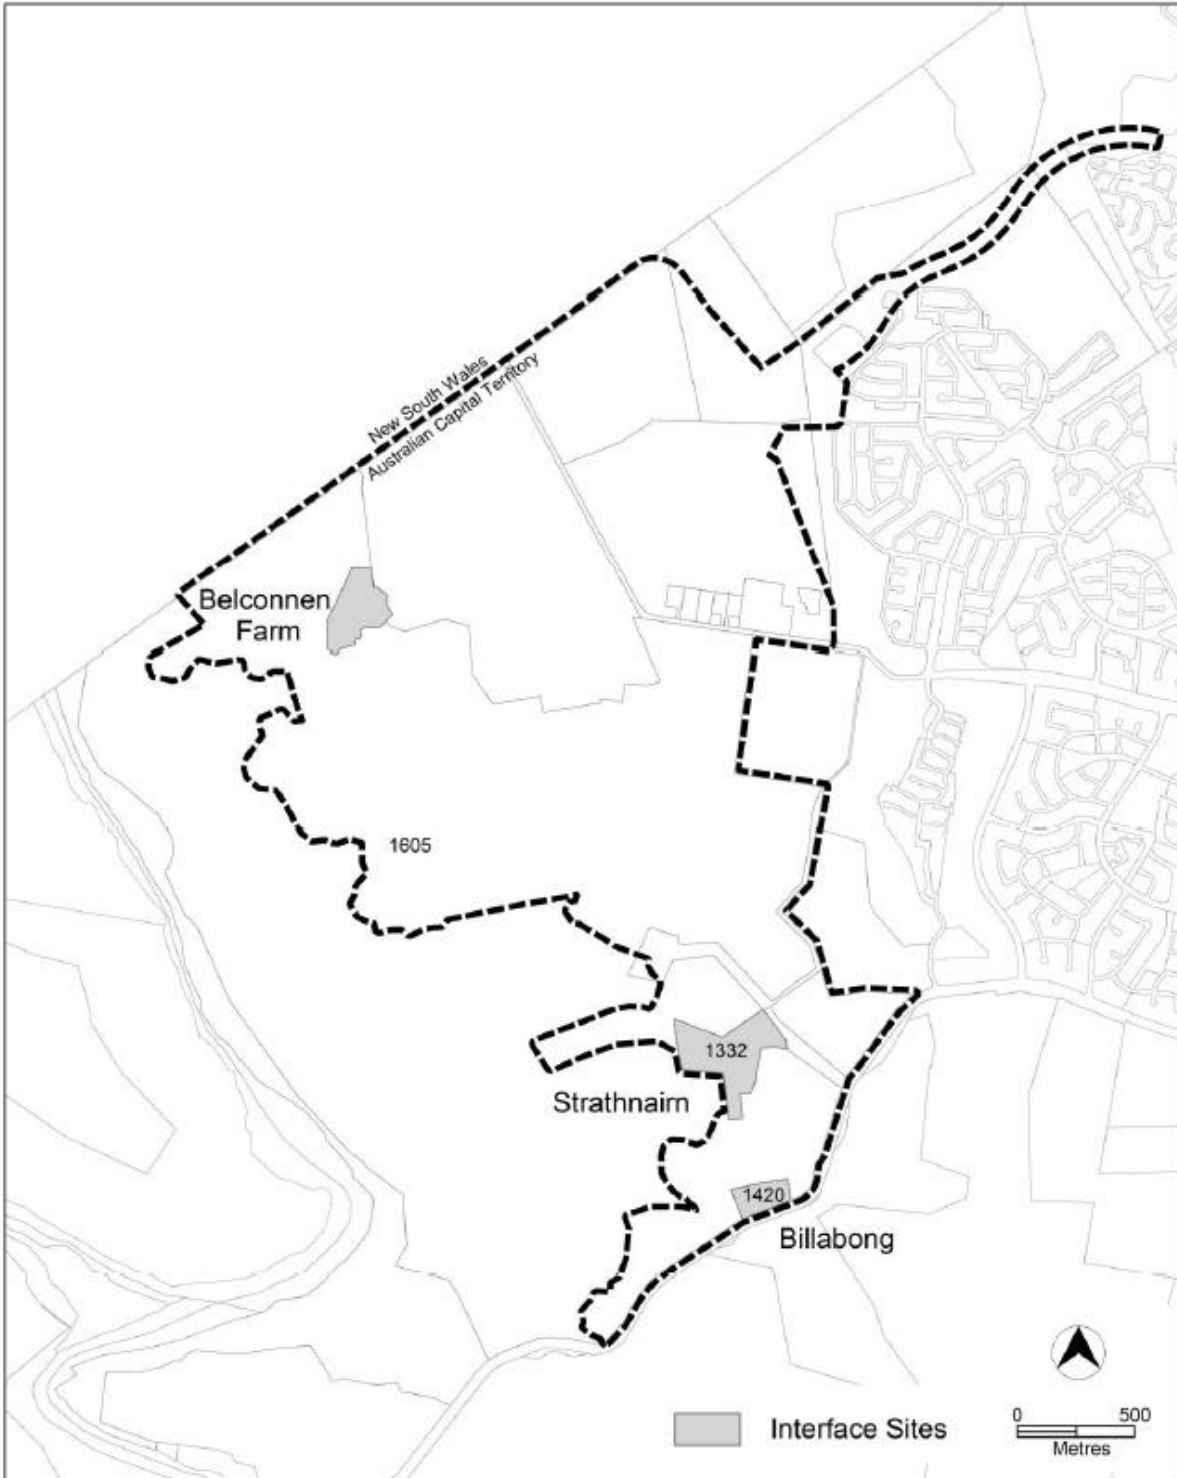 New South Wales
Australian Capital Territory
Belconnen
Farm
1605
1332
Strathnairn
1420
Billabong
Interface Sites
0 500
Metres